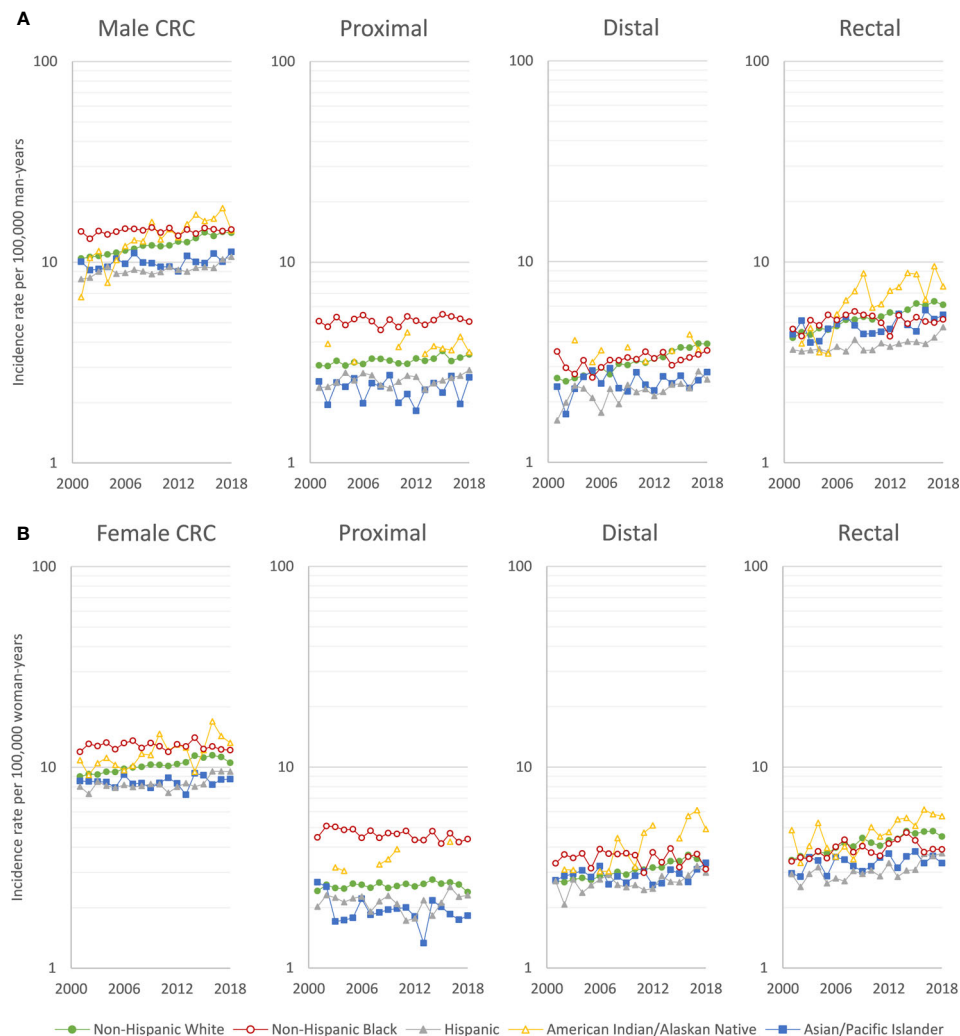 A
Male CRC Proximal Distal Rectal
Incidence rate per 100,000 man-years
100 100 100 100
10 10 10 10
1 1 1 1
2000 2006 2012 2018 2000 2006 2012 2018 2000 2006 2012 2018 2000 2006 2012 2018
B
Female CRC Proximal Distal Rectal
Incidence rate per 100,000 woman-years
100 100 100 100
10 10 10 10
1 1 1 1
2000 2006 2012 2018 2000 2006 2012 2018 2000 2006 2012 2018 2000 2006 2012 2018
Non-Hispanic White Non-Hispanic Black Hispanic American Indian/Alaskan Native Asian/Pacific Islander